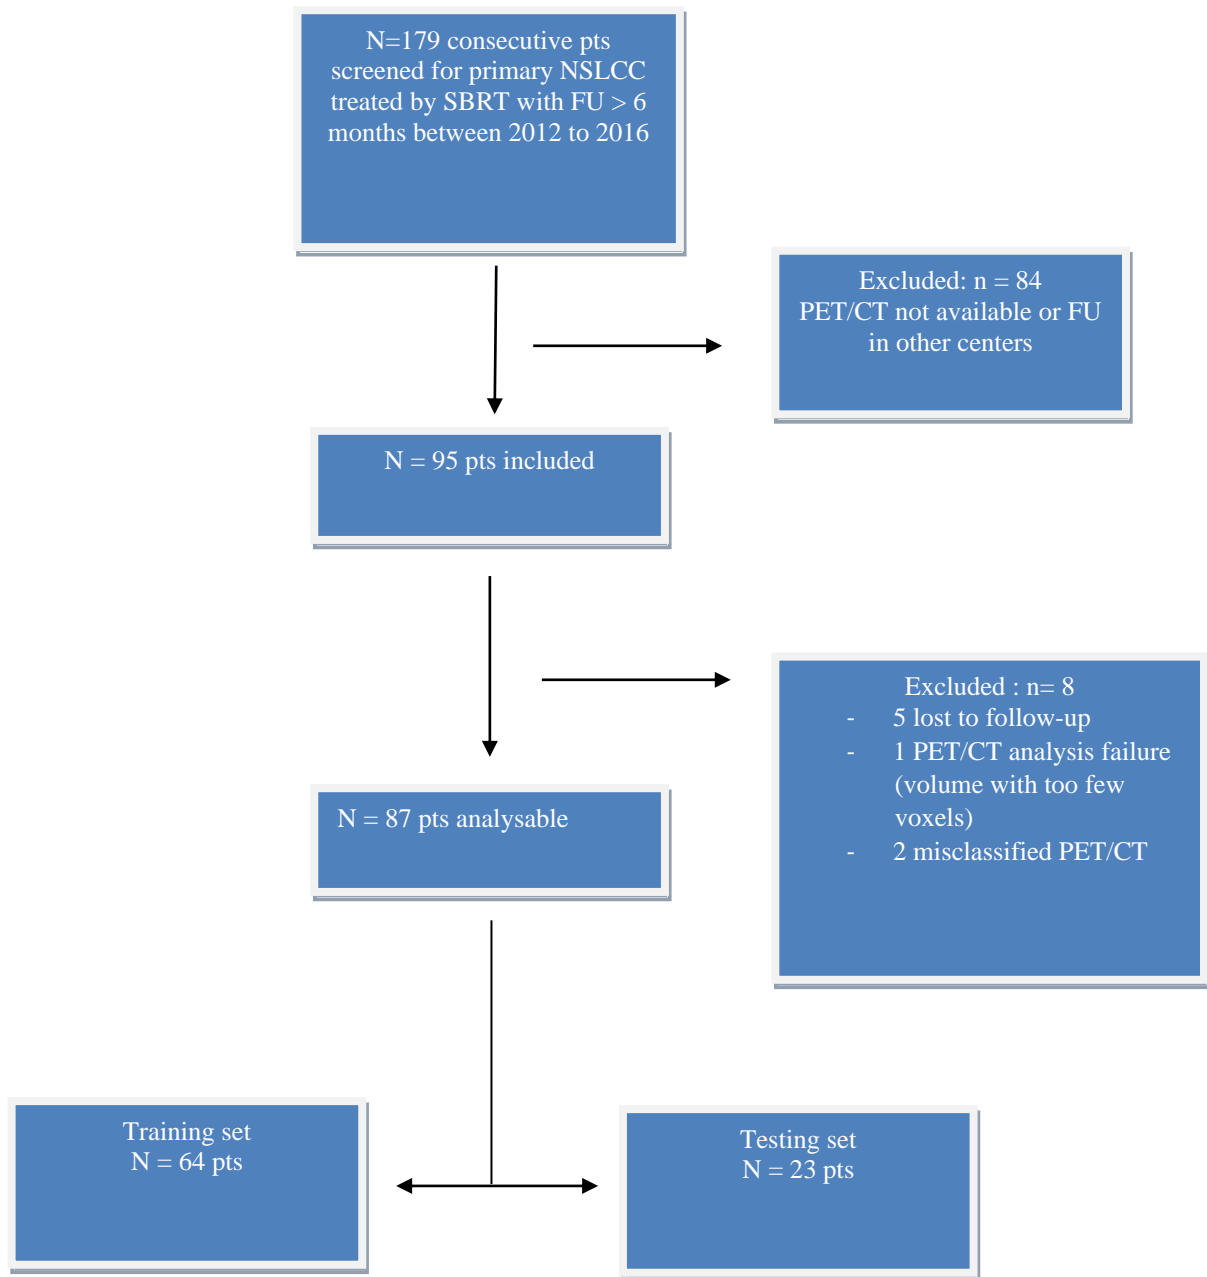 N=179 consecutive pts
screened for primary NSLCC
treated by SBRT with FU > 6
months between 2012 to 2016
Excluded: n = 84
PET/CT not available or FU
in other centers
N = 95 pts included
Excluded : n= 8
- 5 lost to follow-up
- 1 PET/CT analysis failure
(volume with too few
voxels)
- 2 misclassified PET/CT
N = 87 pts analysable
Training set
N = 64 pts
Testing set
N = 23 pts